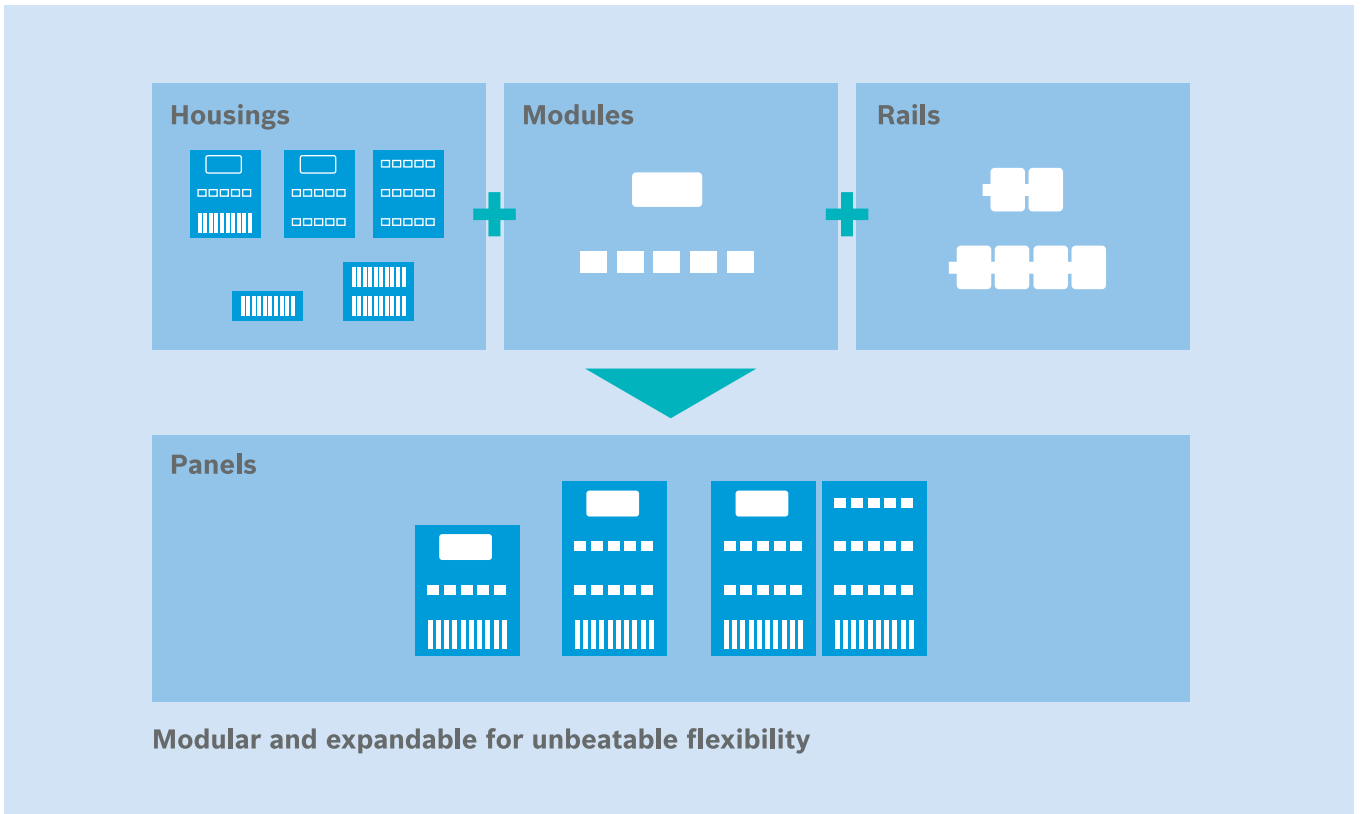 Housings
Modules
Rails
Panels
Modular and expandable for unbeatable flexibility